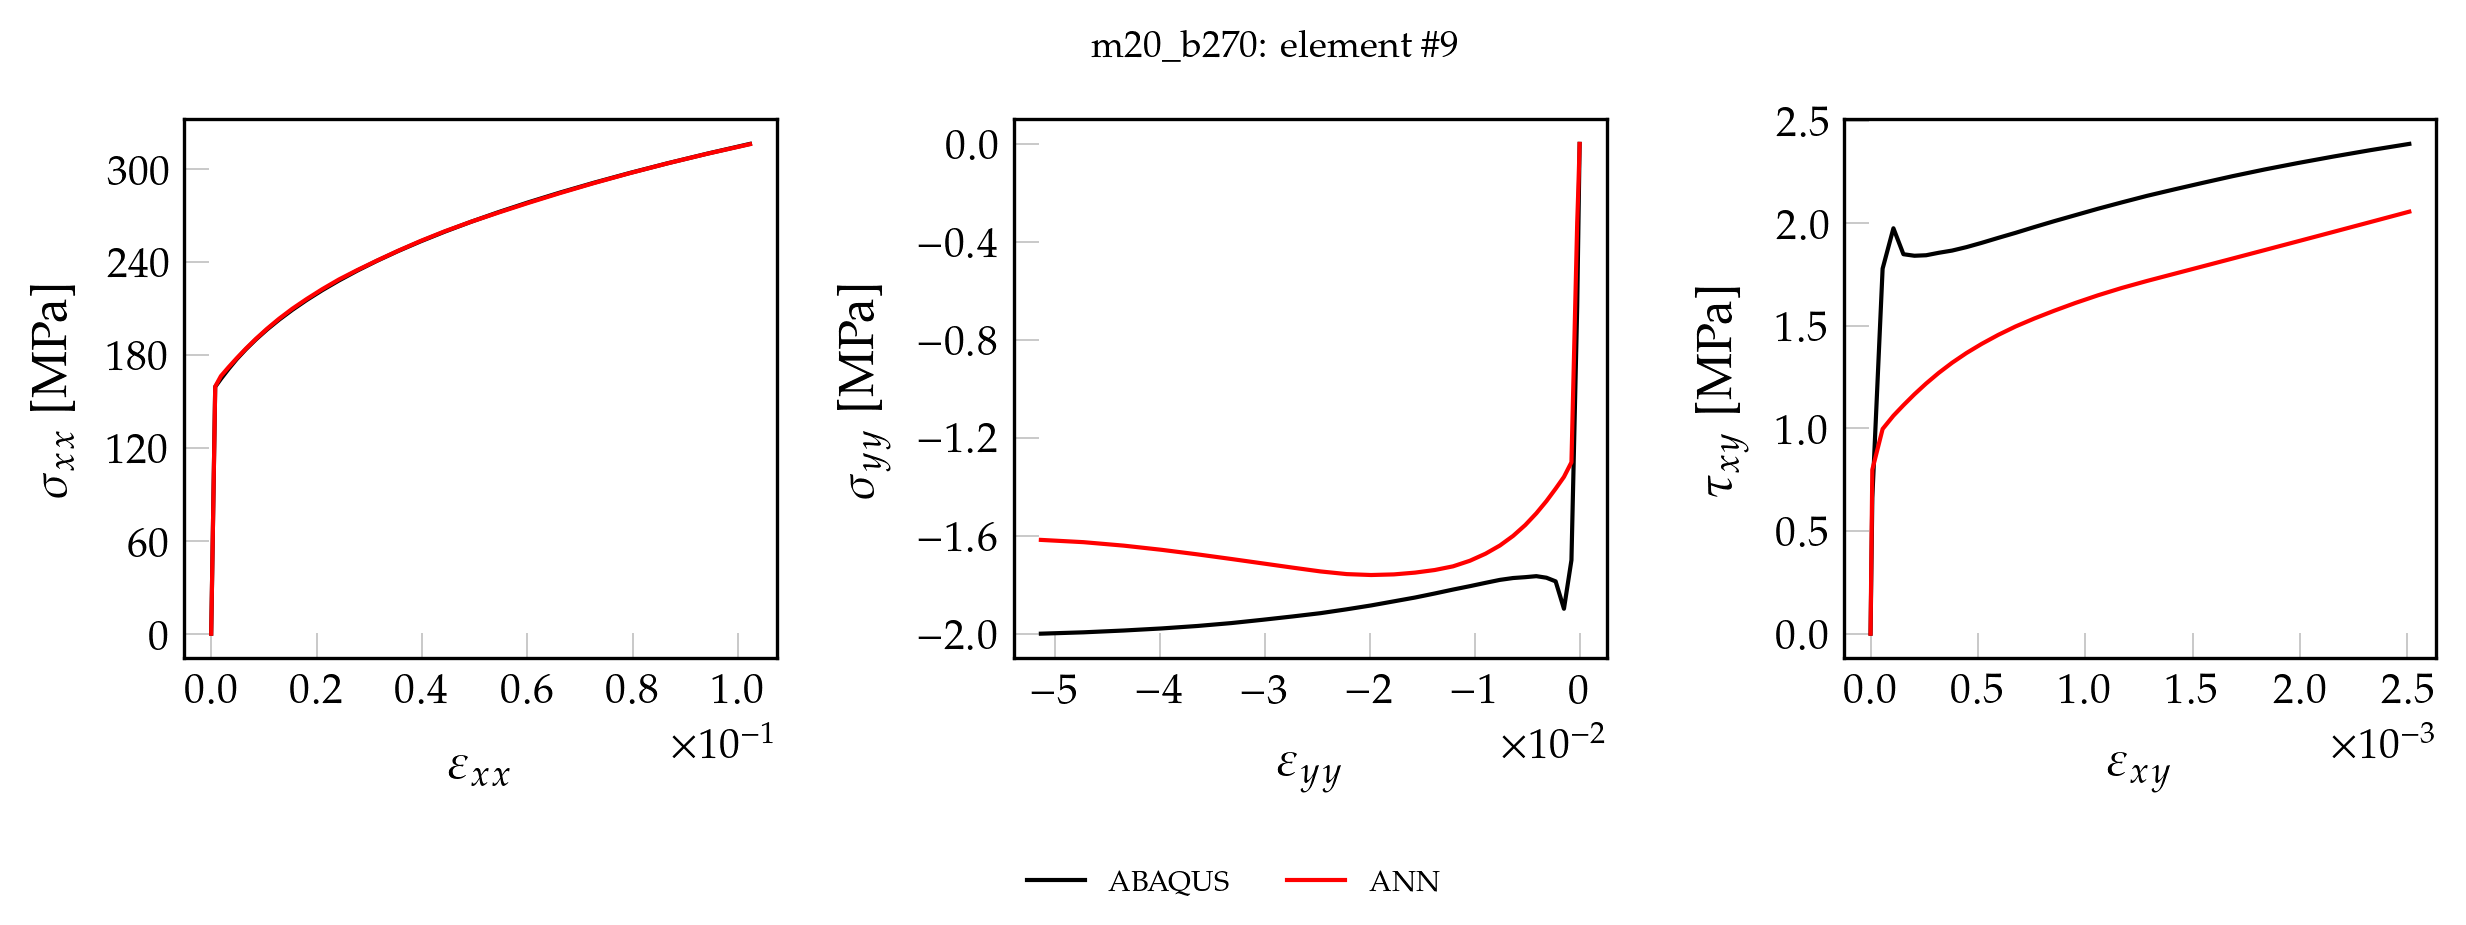 m20_b270: element #9
σxx [MPa]
300
240
180
120
60
0
0.0 0.2 0.4 0.6 0.8 1.0
×10−1
εxx
σyy [MPa]
0.0
−0.4
−0.8
−1.2
−1.6
−2.0
−5 −4 −3 −2 −1 0
×10−2
εyy
τxy [MPa]
2.5
2.0
1.5
1.0
0.5
0.0
0.0 0.5 1.0 1.5 2.0 2.5
×10−3
εxy
ABAQUS ANN